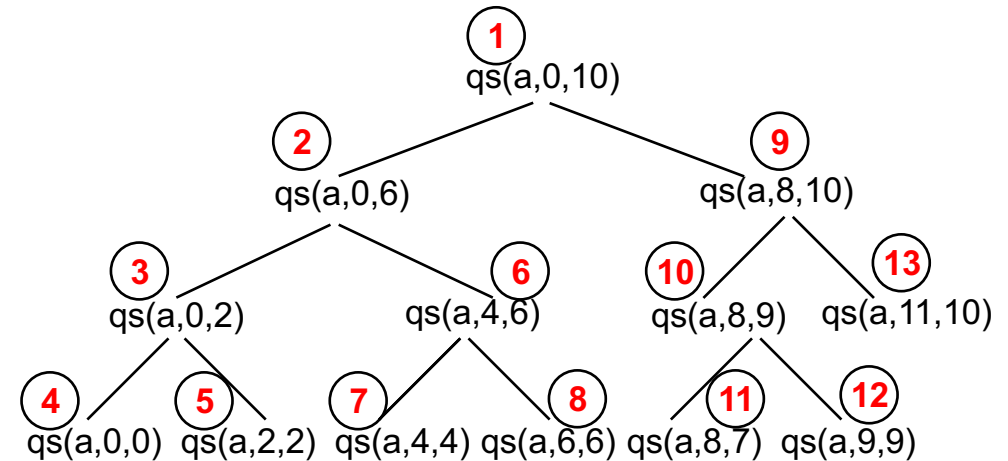 1
qs(a,0,10)
2
9
qs(a,0,6)
qs(a,8,10)
3
6
10
13
qs(a,0,2)
qs(a,4,6)
qs(a,8,9)
qs(a,11,10)
4
5
7
8
11
12
qs(a,0,0)
qs(a,2,2)
qs(a,4,4)
qs(a,6,6)
qs(a,8,7)
qs(a,9,9)